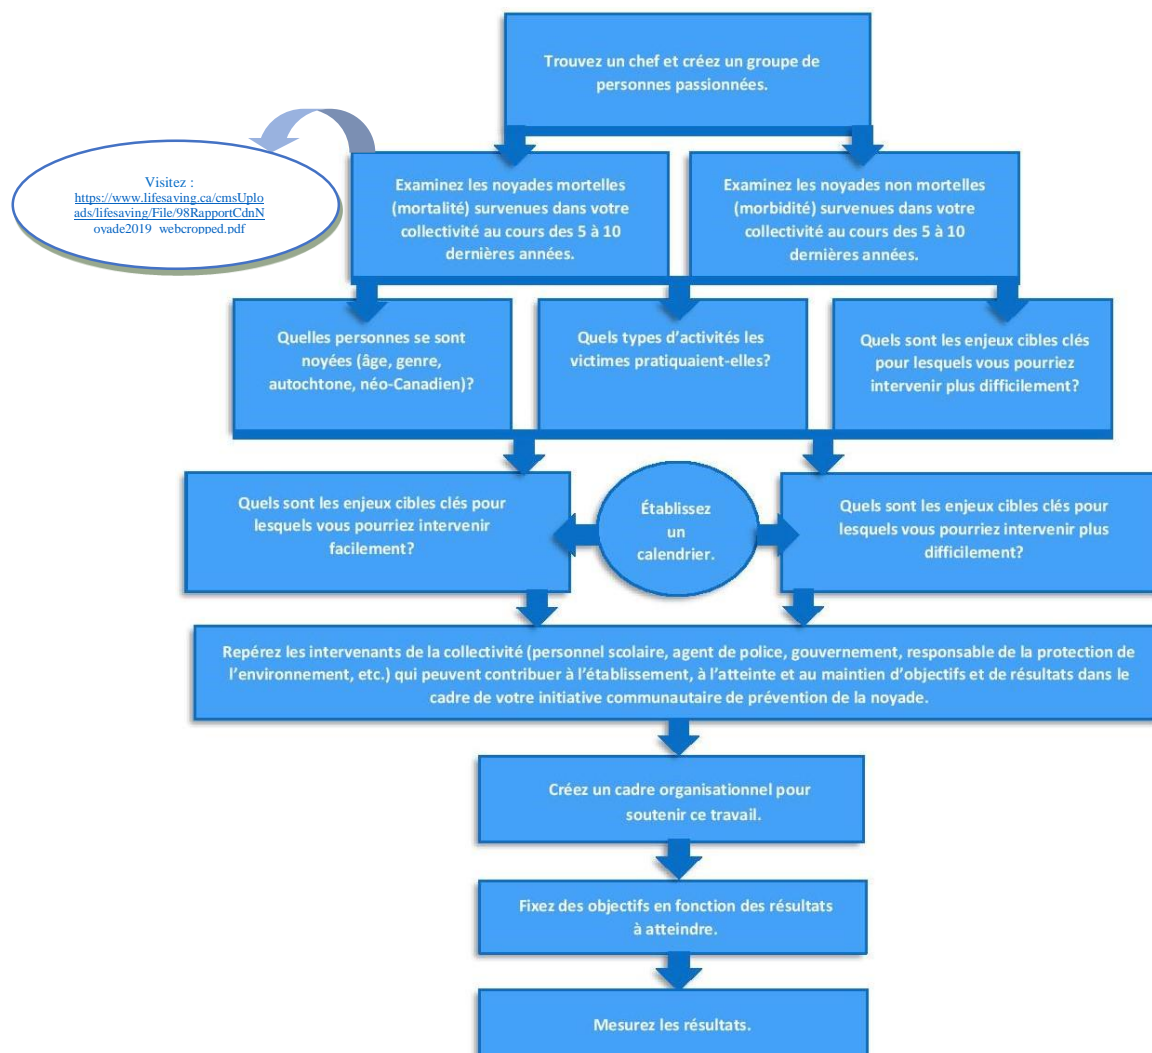 Trouvez un chef et créez un groupe de
personnes passionnées.
Visitez :
https://www.lifesaving.ca/cmsUplo
ads/lifesaving/File/98RapportCdnN
oyade2019_webcropped.pdf
Examinez les noyades mortelles
(mortalité) survenues dans votre
collectivité au cours des 5 à 10
dernières années.
Examinez les noyades non mortelles
(morbidité) survenues dans votre
collectivité au cours des 5 à 10
dernières années.
Quelles personnes se sont
noyées (âge, genre,
autochtone, néo-Canadien)?
Quels types d’activités les
victimes pratiquaient-elles?
Quels sont les enjeux cibles clés
pour lesquels vous pourriez
intervenir plus difficilement?
Quels sont les enjeux cibles clés pour
lesquels vous pourriez intervenir
facilement?
Établissez
un
calendrier.
Quels sont les enjeux cibles clés pour
lesquels vous pourriez intervenir plus
difficilement?
Repérez les intervenants de la collectivité (personnel scolaire, agent de police, gouvernement, responsable de la protection de
l’environnement, etc.) qui peuvent contribuer à l’établissement, à l’atteinte et au maintien d’objectifs et de résultats dans le
cadre de votre initiative communautaire de prévention de la noyade.
Créez un cadre organisationnel pour
soutenir ce travail.
Fixez des objectifs en fonction des résultats
à atteindre.
Mesurez les résultats.